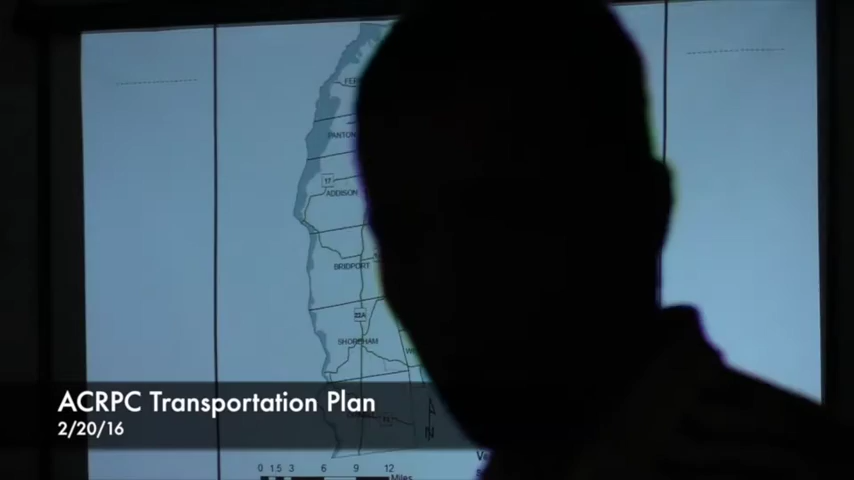 17
ADDISON
BRIDPORT
22A
SHOREHAM
ACRPC Transportation Plan
2/20/16
0 1.5 3 6 9 12
Miles